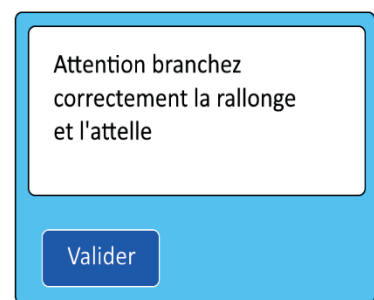 Attention branchez
correctement la rallonge
et l'attelle
Valider